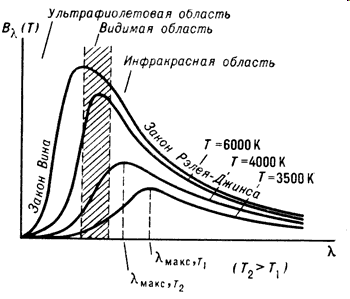 Bλ(T)
Ультрафиолетовая область
Видимая область
Инфракрасная область
Закон Вина
Закон Рэлея-Джинса
T = 6000 К
T = 4000 К
T = 3500 К
λмакс, T₁
(T₂ > T₁)
λ
λмакс, T₂